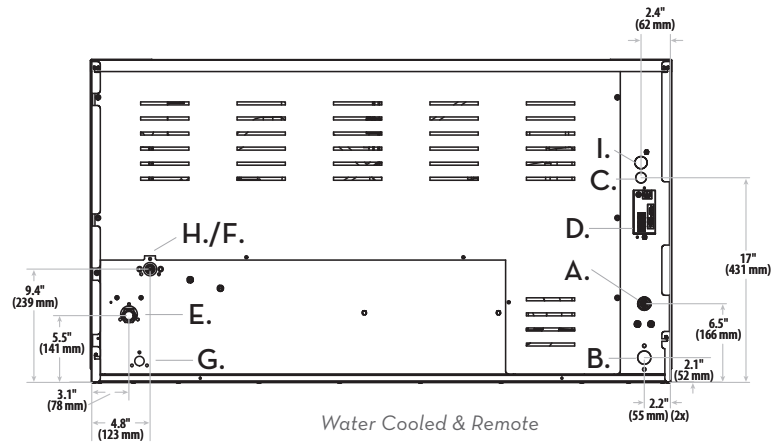 2.4"
(62 mm)
I.
C.
D.
H./F.
17"
(431 mm)
A.
9.4"
(239 mm)
E.
6.5"
(166 mm)
5.5"
(141 mm)
G.
B.
2.1"
(52 mm)
3.1"
(78 mm)
2.2"
(55 mm) (2x)
4.8"
(123 mm)
Water Cooled & Remote